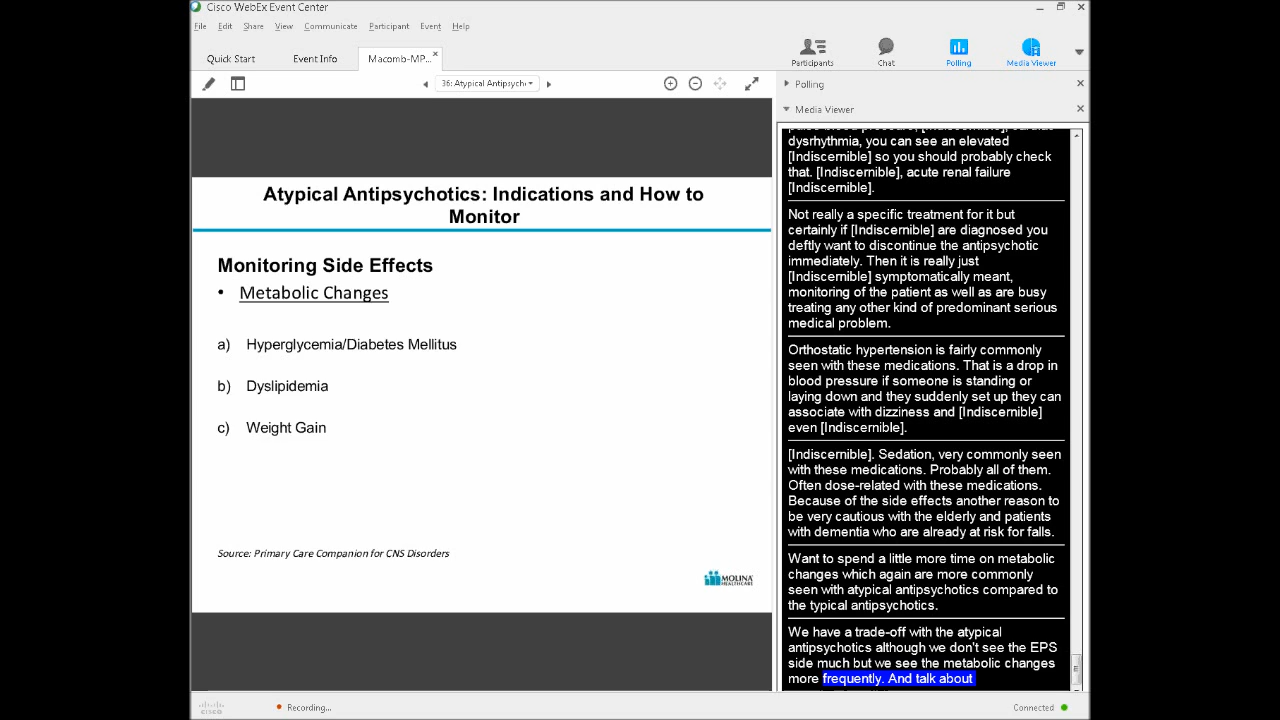 Cisco WebEx Event Center
File Edit Share View Communicate Participant Event Help
Quick Start Event Info Macomb-MP...
Participants Chat Polling Media Viewer
36: Atypical Antipsych
Polling
Media Viewer
Atypical Antipsychotics: Indications and How to
Monitor
Monitoring Side Effects
• Metabolic Changes
a) Hyperglycemia/Diabetes Mellitus
b) Dyslipidemia
c) Weight Gain
Source: Primary Care Companion for CNS Disorders
MOLINA
HEALTHCARE
dysrhythmia, you can see an elevated
[Indiscernible] so you should probably check
that. [Indiscernible], acute renal failure
[Indiscernible].
Not really a specific treatment for it but
certainly if [Indiscernible] are diagnosed you
deftly want to discontinue the antipsychotic
immediately. Then it is really just
[Indiscernible] symptomatically meant,
monitoring of the patient as well as are busy
treating any other kind of predominant serious
medical problem.
Orthostatic hypertension is fairly commonly
seen with these medications. That is a drop in
blood pressure if someone is standing or
laying down and they suddenly set up they can
associate with dizziness and [Indiscernible]
even [Indiscernible].
[Indiscernible]. Sedation, very commonly seen
with these medications. Probably all of them.
Often dose-related with these medications.
Because of the side effects another reason to
be very cautious with the elderly and patients
with dementia who are already at risk for falls.
Want to spend a little more time on metabolic
changes which again are more commonly
seen with atypical antipsychotics compared to
the typical antipsychotics.
We have a trade-off with the atypical
antipsychotics although we don't see the EPS
side much but we see the metabolic changes
more frequently. And talk about
CISCO
Recording...
Connected